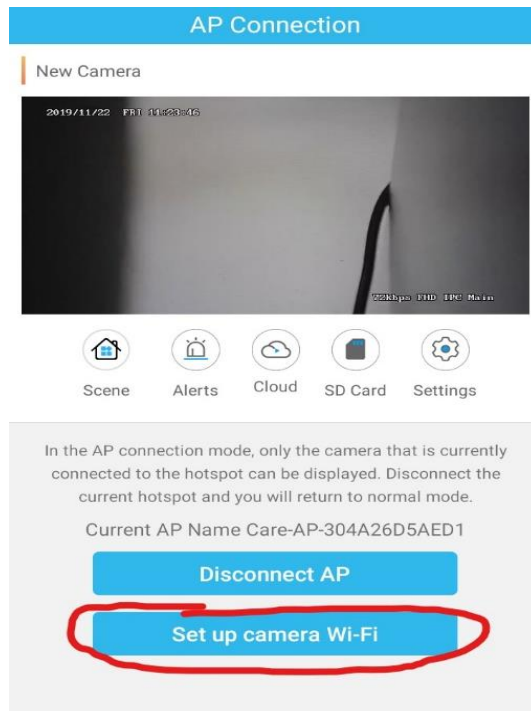 AP Connection
New Camera
2019/11/22 FRI 11:23:46
72Kbps FHD IPC Main
Scene Alerts Cloud SD Card Settings
In the AP connection mode, only the camera that is currently
connected to the hotspot can be displayed. Disconnect the
current hotspot and you will return to normal mode.
Current AP Name Care-AP-304A26D5AED1
Disconnect AP
Set up camera Wi-Fi